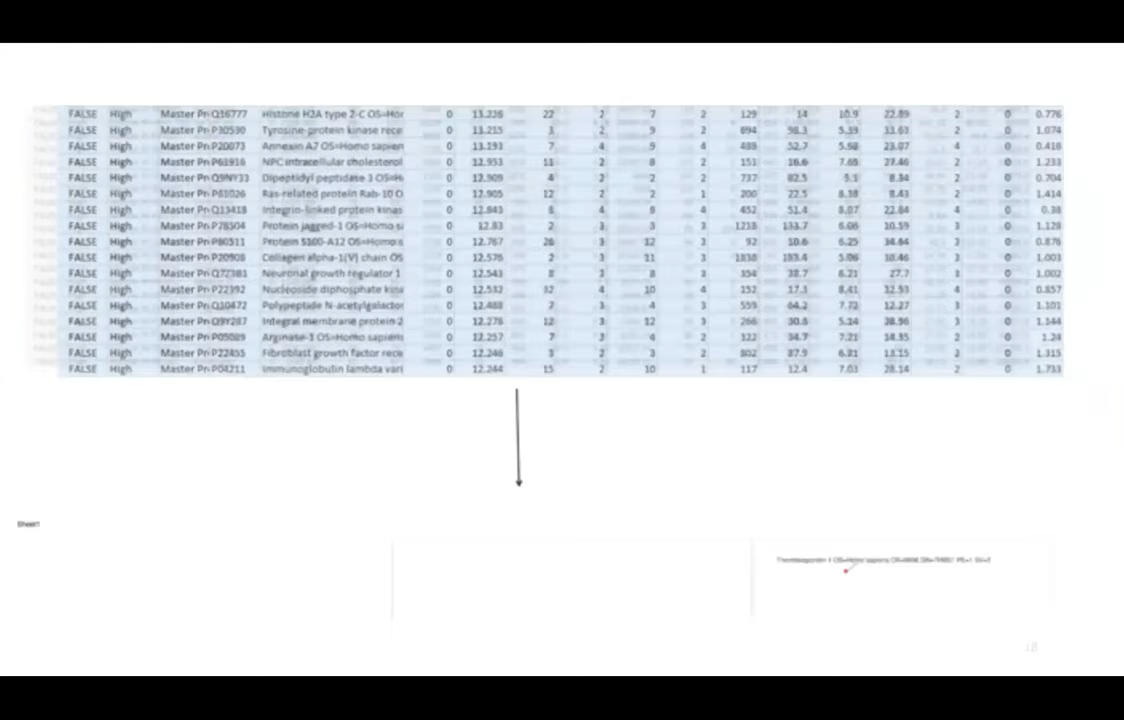 FALSE High Master Pr Q16777 Histone H2A type 2-C OS=Hor 0 13.226 22 2 7 2 129 14 10.9 22.89 2 0 0.776
FALSE High Master Pr P30530 Tyrosine-protein kinase rece 0 13.215 3 2 9 2 894 98.3 5.39 33.63 2 0 1.074
FALSE High Master Pr P20073 Annexin A7 OS=Homo sapien 0 13.193 7 4 9 4 488 52.7 5.68 23.07 4 0 0.418
FALSE High Master Pr P61916 NPC intracellular cholesterol 0 12.953 11 2 8 2 151 16.6 7.65 27.46 2 0 1.233
FALSE High Master Pr Q9NY33 Dipeptidyl peptidase 3 OS=H 0 12.909 4 2 2 2 737 82.5 5.1 8.34 2 0 0.704
FALSE High Master Pr P61026 Ras-related protein Rab-10 O 0 12.905 12 2 2 1 200 22.5 8.38 8.43 2 0 1.414
FALSE High Master Pr Q13418 Integrin-linked protein kinas 0 12.843 8 4 8 4 452 51.4 8.07 22.84 4 0 0.38
FALSE High Master Pr P78504 Protein jagged-1 OS=Homo sa 0 12.83 2 3 3 3 1218 133.7 6.06 10.59 3 0 1.128
FALSE High Master Pr P80511 Protein S100-A12 OS=Homo s 0 12.767 26 3 12 3 92 10.6 6.25 34.64 3 0 0.876
FALSE High Master Pr P20908 Collagen alpha-1(V) chain OS 0 12.576 2 3 11 3 1838 183.4 5.06 30.46 3 0 1.003
FALSE High Master Pr Q7Z3B1 Neuronal growth regulator 1 0 12.543 8 3 8 3 354 38.7 6.21 27.7 3 0 1.002
FALSE High Master Pr P22392 Nucleoside diphosphate kina 0 12.532 32 4 10 4 152 17.3 8.41 32.93 4 0 0.857
FALSE High Master Pr Q10472 Polypeptide N-acetylgalactor 0 12.488 7 3 4 3 559 64.2 7.72 12.27 3 0 1.101
FALSE High Master Pr Q9Y287 Integral membrane protein 2 0 12.276 12 3 12 3 266 30.3 5.14 38.96 3 0 1.144
FALSE High Master Pr P05089 Arginase-1 OS=Homo sapiens 0 12.257 7 3 4 2 322 34.7 7.21 14.35 2 0 1.24
FALSE High Master Pr P22455 Fibroblast growth factor rece 0 12.246 3 2 3 2 802 87.9 6.81 13.15 2 0 1.315
FALSE High Master Pr P04211 Immunoglobulin lambda vari 0 12.244 15 2 10 1 117 12.4 7.03 28.14 2 0 1.733
Sheet1
18